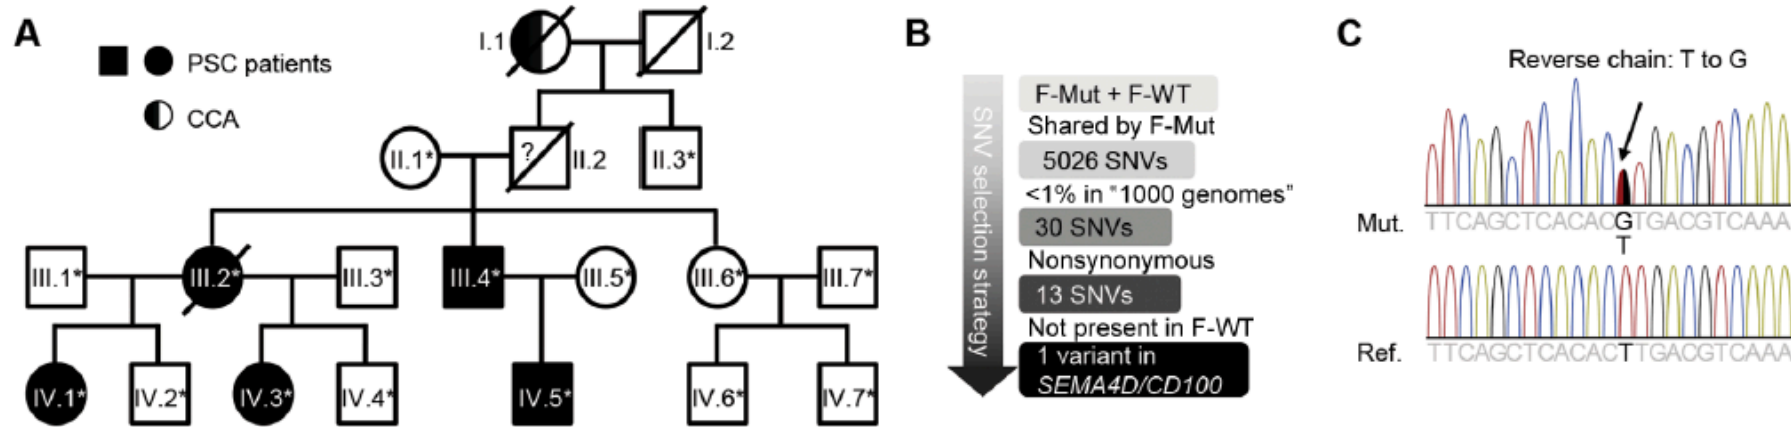 A
PSC patients
CCA
I.1
I.2
II.1*
?
II.2
II.3*
III.1*
III.2*
III.3*
III.4*
III.5*
III.6*
III.7*
IV.1*
IV.2*
IV.3*
IV.4*
IV.5*
IV.6*
IV.7*
B
SNV selection strategy
F-Mut + F-WT
Shared by F-Mut
5026 SNVs
<1% in "1000 genomes"
30 SNVs
Nonsynonymous
13 SNVs
Not present in F-WT
1 variant in
SEMA4D/CD100
C
Reverse chain: T to G
Mut. TTCAGCTCACACGTGACGTCAAA
T
Ref. TTCAGCTCACACTTGACGTCAAA